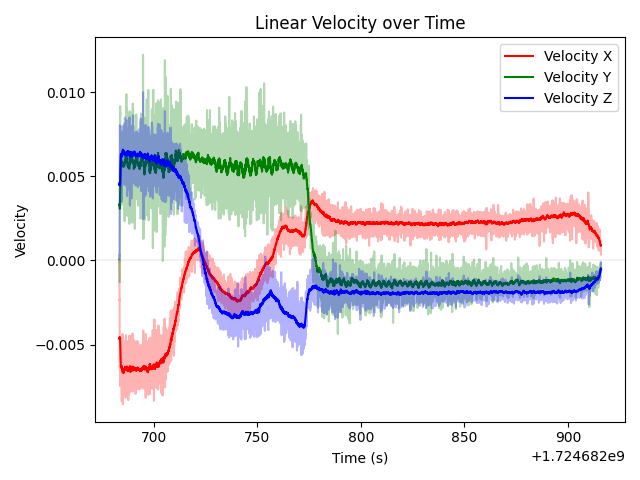 Linear Velocity over Time
Velocity X
Velocity Y
Velocity Z
0.010
0.005
0.000
−0.005
Velocity
700
750
800
850
900
Time (s)
+1.724682e9